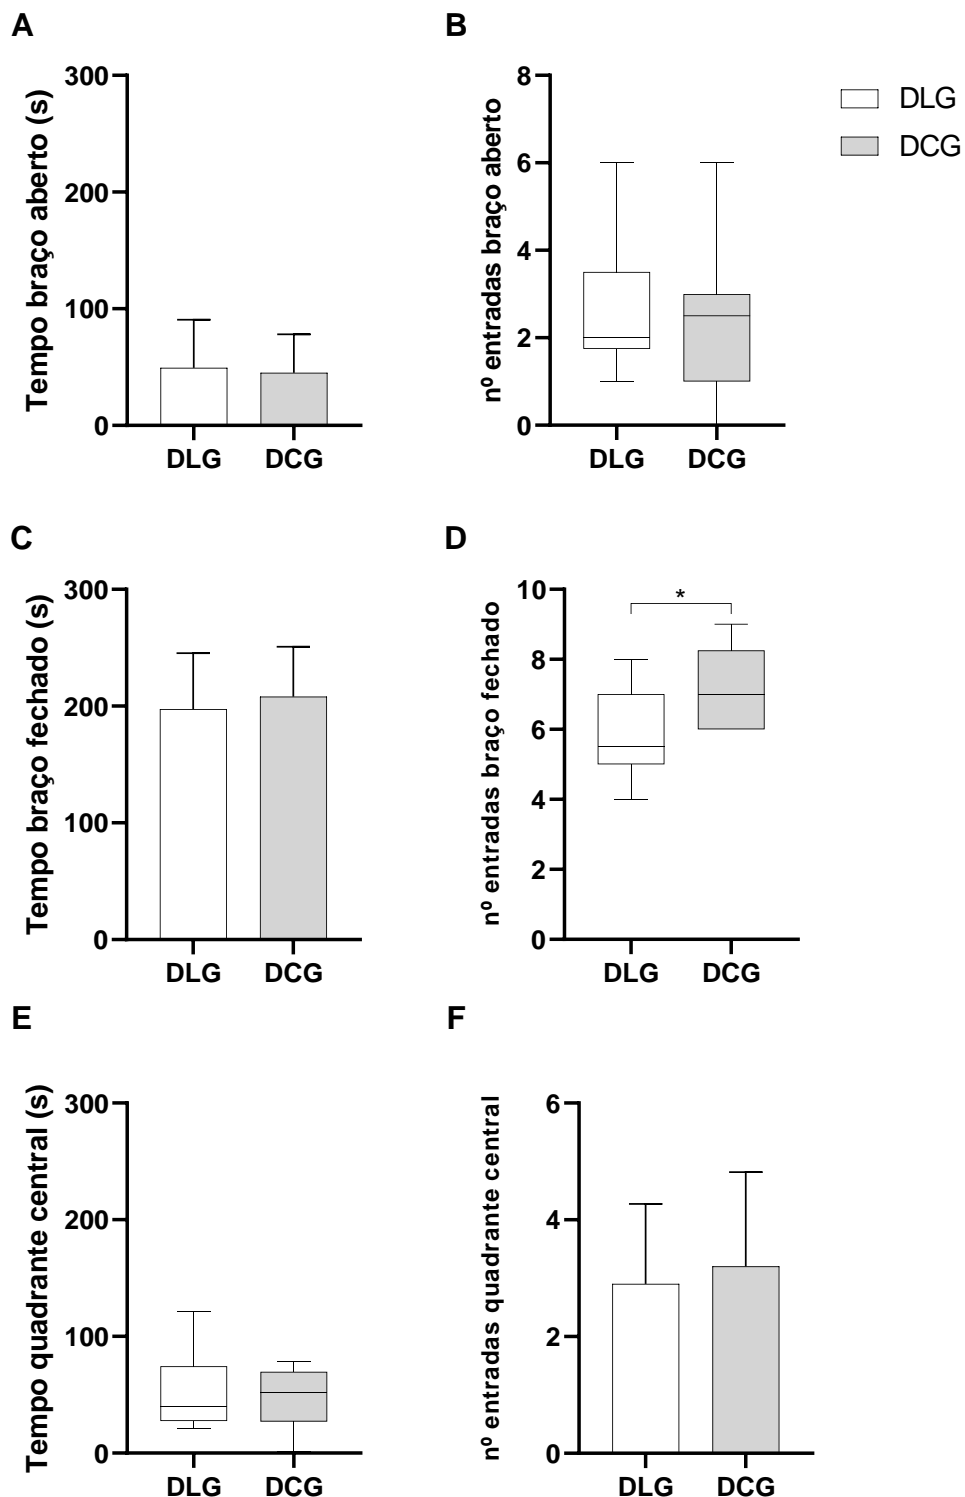 A
Tempo braço aberto (s)
300
200
100
0
DLG DCG
B
nº entradas braço aberto
8
6
4
2
0
DLG DCG
DLG
DCG
C
Tempo braço fechado (s)
300
200
100
0
DLG DCG
D
nº entradas braço fechado
10
8
6
4
2
0
*
DLG DCG
E
Tempo quadrante central (s)
300
200
100
0
DLG DCG
F
nº entradas quadrante central
6
4
2
0
DLG DCG